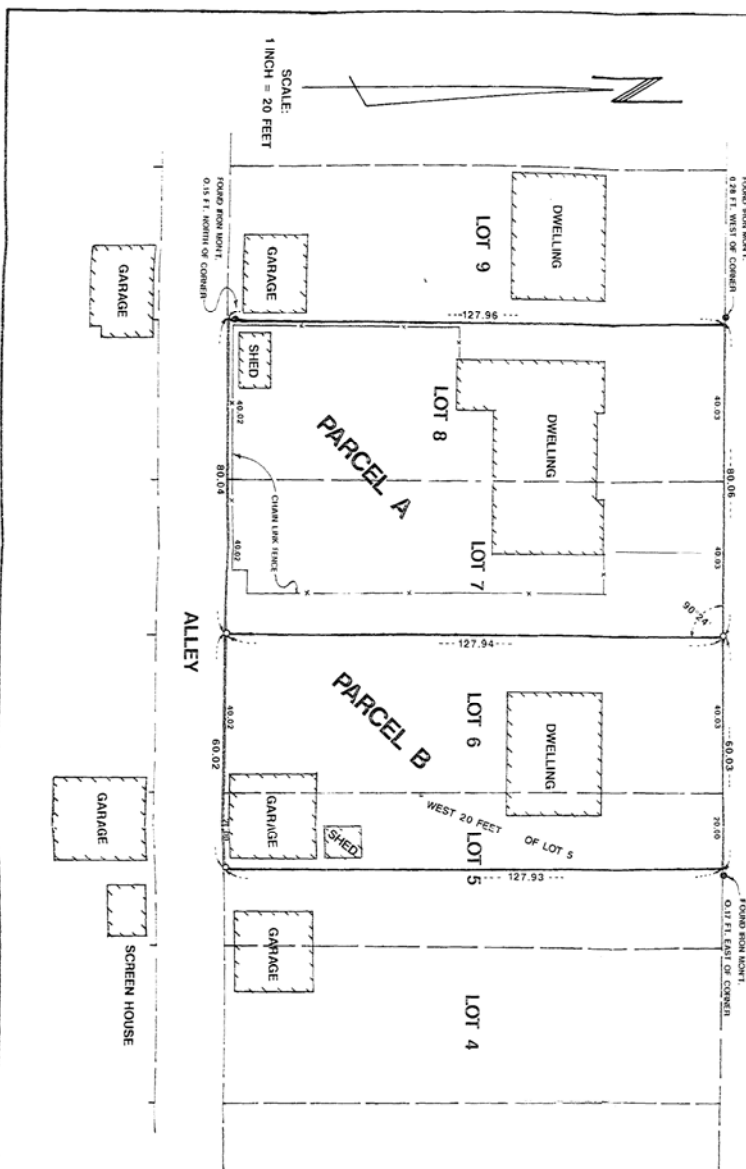 N
SCALE:
1 INCH = 20 FEET
FOUND IRON MON'T.
0.28 FT. WEST OF CORNER
FOUND IRON MON'T.
0.15 FT. NORTH OF CORNER
DWELLING
LOT 9
GARAGE
GARAGE
---127.96---
40.03
---80.06---
40.03
90°24'
DWELLING
LOT 8
SHED
40.02
80.04
40.02
PARCEL A
CHAIN LINK FENCE
LOT 7
---127.94---
ALLEY
PARCEL B
LOT 6
DWELLING
40.03
---60.03---
20.00
40.02
60.02
GARAGE
GARAGE
SHED
WEST 20 FEET OF LOT 5
LOT 5
---127.93---
FOUND IRON MON'T.
0.17 FT. EAST OF CORNER
GARAGE
SCREEN HOUSE
LOT 4